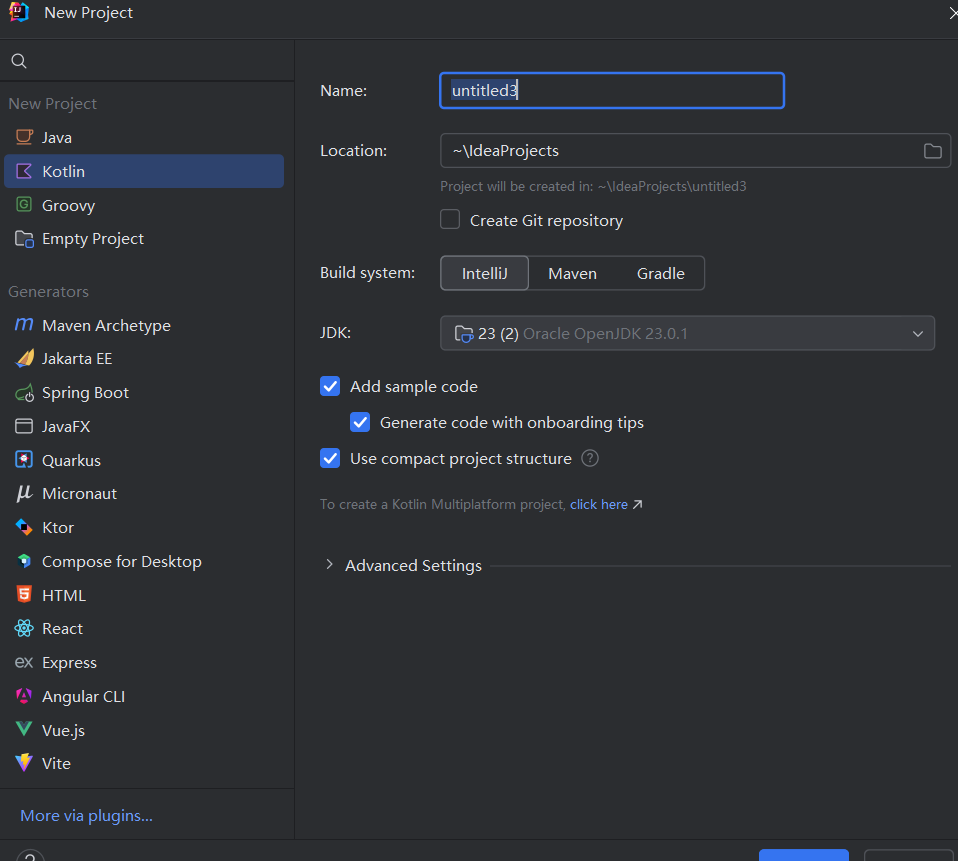 New Project
New Project
Java
Kotlin
Groovy
Empty Project
Generators
Maven Archetype
Jakarta EE
Spring Boot
JavaFX
Quarkus
Micronaut
Ktor
Compose for Desktop
HTML
React
Express
Angular CLI
Vue.js
Vite
More via plugins...
Name: untitled3
Location: ~\IdeaProjects
Project will be created in: ~\IdeaProjects\untitled3
Create Git repository
Build system: IntelliJ Maven Gradle
JDK: 23 (2) Oracle OpenJDK 23.0.1
Add sample code
Generate code with onboarding tips
Use compact project structure ?
To create a Kotlin Multiplatform project, click here ↗
Advanced Settings